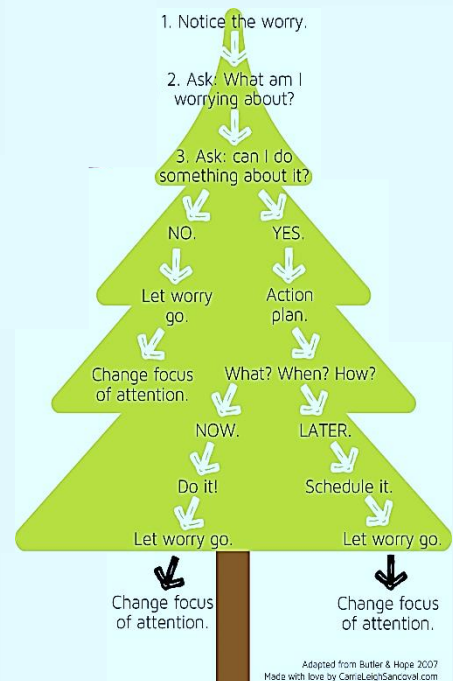 1. Notice the worry.
2. Ask: What am I
worrying about?
3. Ask: can I do
something about it?
NO.
YES.
Let worry
go.
Action
plan.
Change focus
of attention.
What? When? How?
NOW.
LATER.
Do it!
Schedule it.
Let worry go.
Let worry go.
Change focus
of attention.
Change focus
of attention.
Adapted from Butler & Hope 2007
Made with love by CarrieLeighSandoval.com